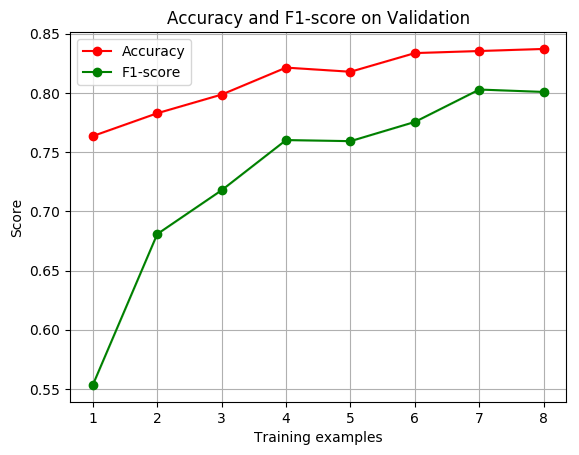 Accuracy and F1-score on Validation
Accuracy
F1-score
Score
0.85
0.80
0.75
0.70
0.65
0.60
0.55
1 2 3 4 5 6 7 8
Training examples